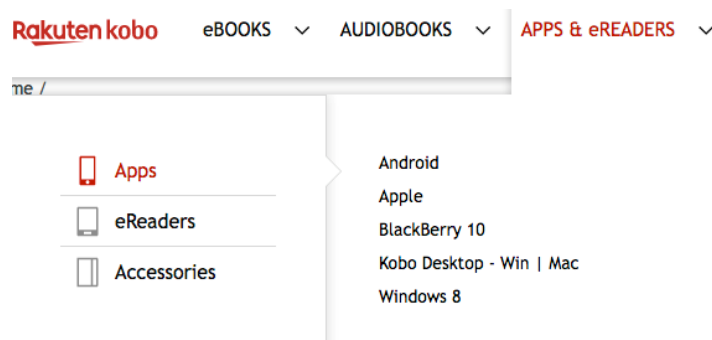 Rakuten kobo eBOOKS AUDIOBOOKS APPS & eREADERS
me /
Apps
eReaders
Accessories
Android
Apple
BlackBerry 10
Kobo Desktop - Win | Mac
Windows 8